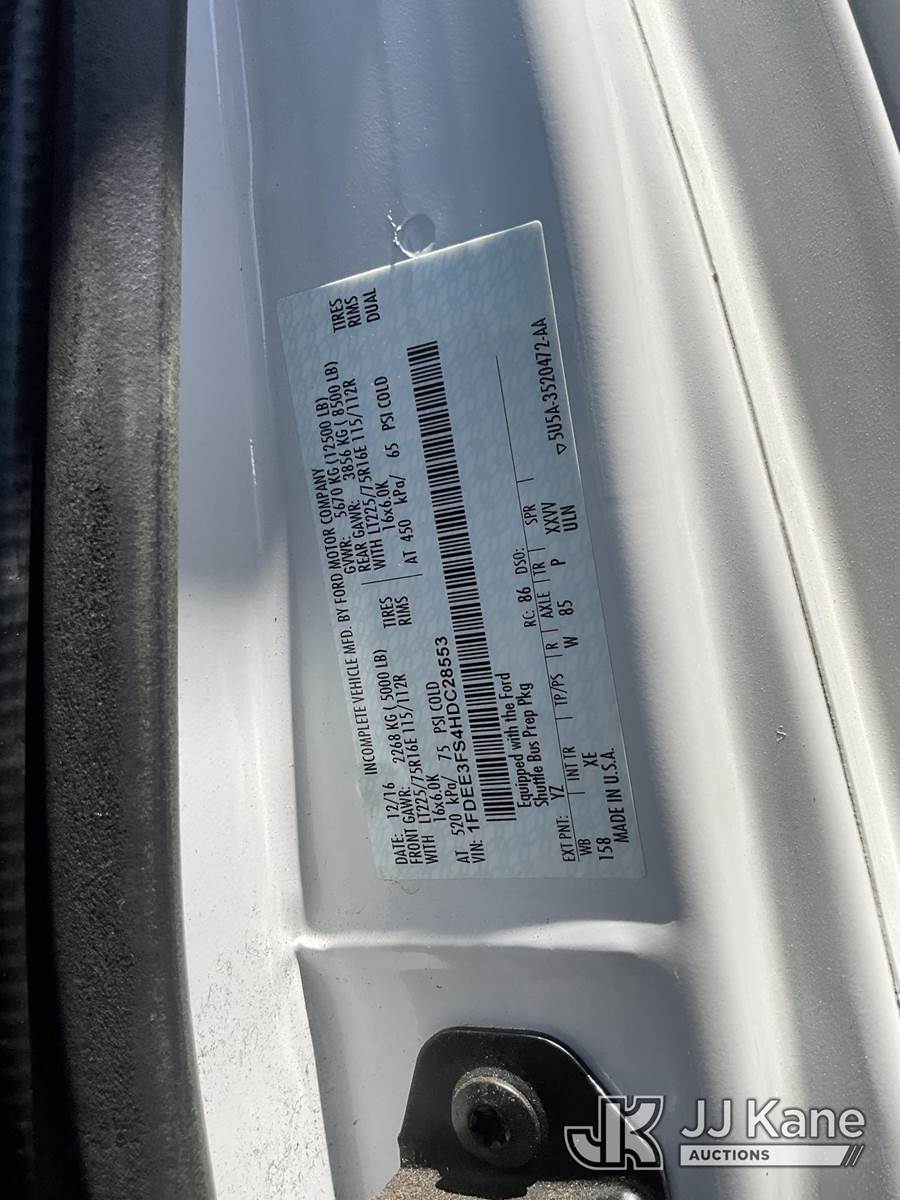 INCOMPLETE VEHICLE MFD. BY FORD MOTOR COMPANY
DATE: 12/16 GVWR: 5670 KG (12500 LB)
FRONT GAWR: 2268 KG ( 5000 LB) REAR GAWR: 3856 KG ( 8500 LB)
WITH LT225/75R16E 115/112R TIRES WITH LT225/75R16E 115/112R TIRES
16x6.0K RIMS 16x6.0K RIMS
AT 520 kPa/ 75 PSI COLD AT 450 kPa/ 65 PSI COLD DUAL
VIN: 1FDEE3FS4HDC28553
Equipped with the Ford
Shuttle Bus Prep Pkg
EXT PNT: YZ RC: 86 DSO:
WB INT TR TP/PS R AXLE TR SPR
158 XE W 85 P XXVV
MADE IN U.S.A. ULN
5U5A-3520472-AA
JK JJ Kane
AUCTIONS